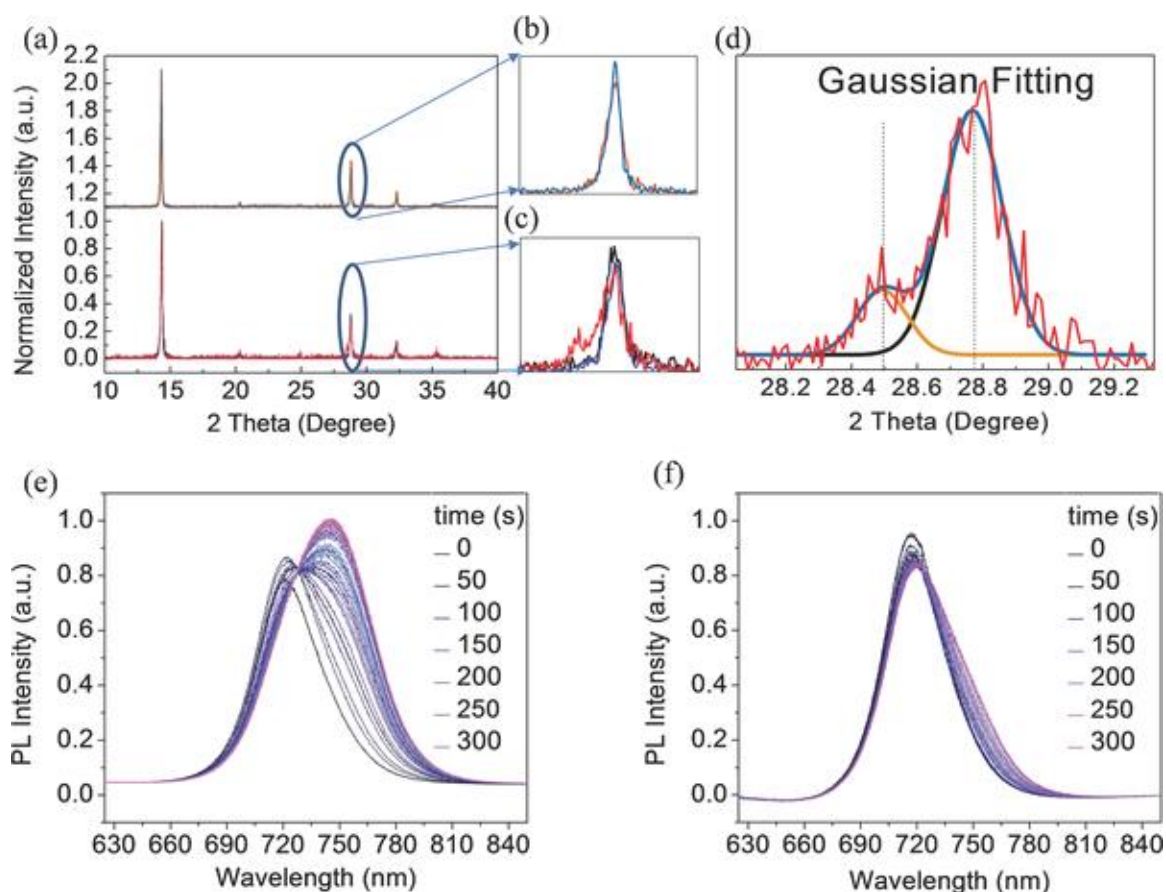 (a)
Normalized Intensity (a.u.)
2.2
2.0
1.8
1.6
1.4
1.2
1.0
0.8
0.6
0.4
0.2
0.0
10 15 20 25 30 35 40
2 Theta (Degree)
(b)
(c)
(d)
Gaussian Fitting
28.2 28.4 28.6 28.8 29.0 29.2
2 Theta (Degree)
(e)
PL Intensity (a.u.)
1.0
0.8
0.6
0.4
0.2
0.0
time (s)
0
50
100
150
200
250
300
630 660 690 720 750 780 810 840
Wavelength (nm)
(f)
PL Intensity (a.u.)
1.0
0.8
0.6
0.4
0.2
0.0
time (s)
0
50
100
150
200
250
300
630 660 690 720 750 780 810 840
Wavelength (nm)